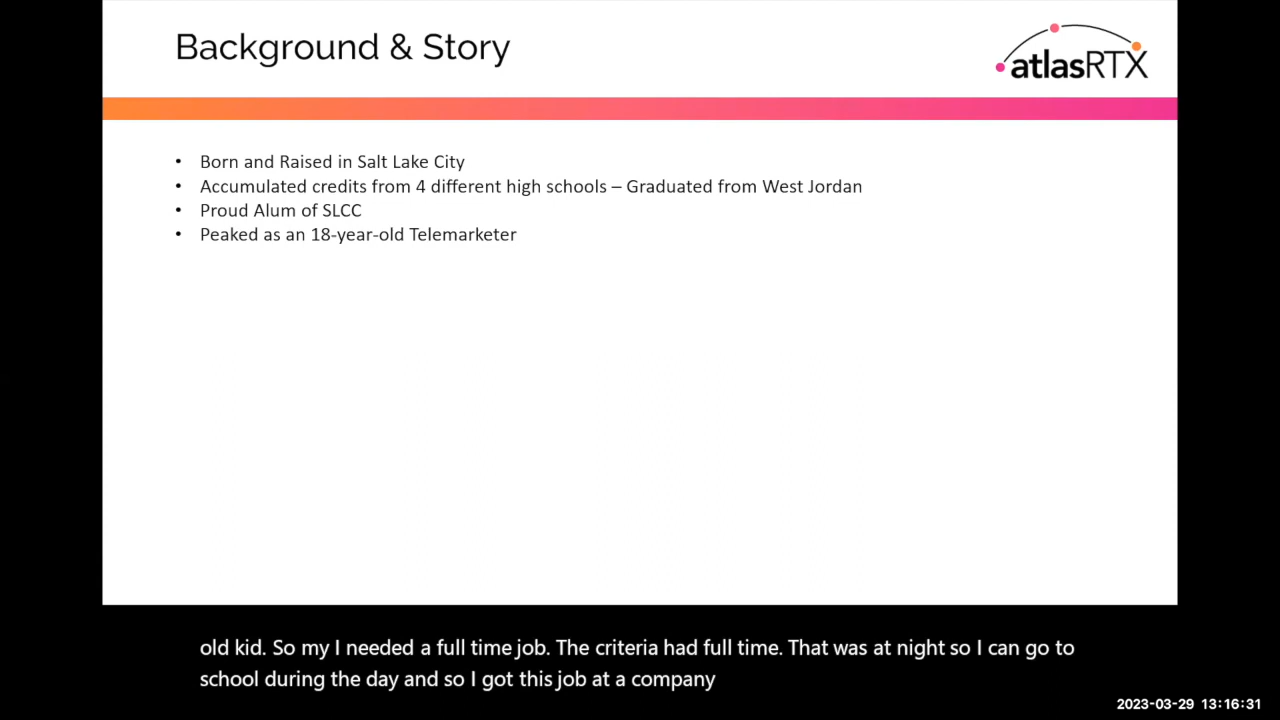 Background & Story
atlasRTX
• Born and Raised in Salt Lake City
• Accumulated credits from 4 different high schools – Graduated from West Jordan
• Proud Alum of SLCC
• Peaked as an 18-year-old Telemarketer
old kid. So my I needed a full time job. The criteria had full time. That was at night so I can go to
school during the day and so I got this job at a company
2023-03-29 13:16:31